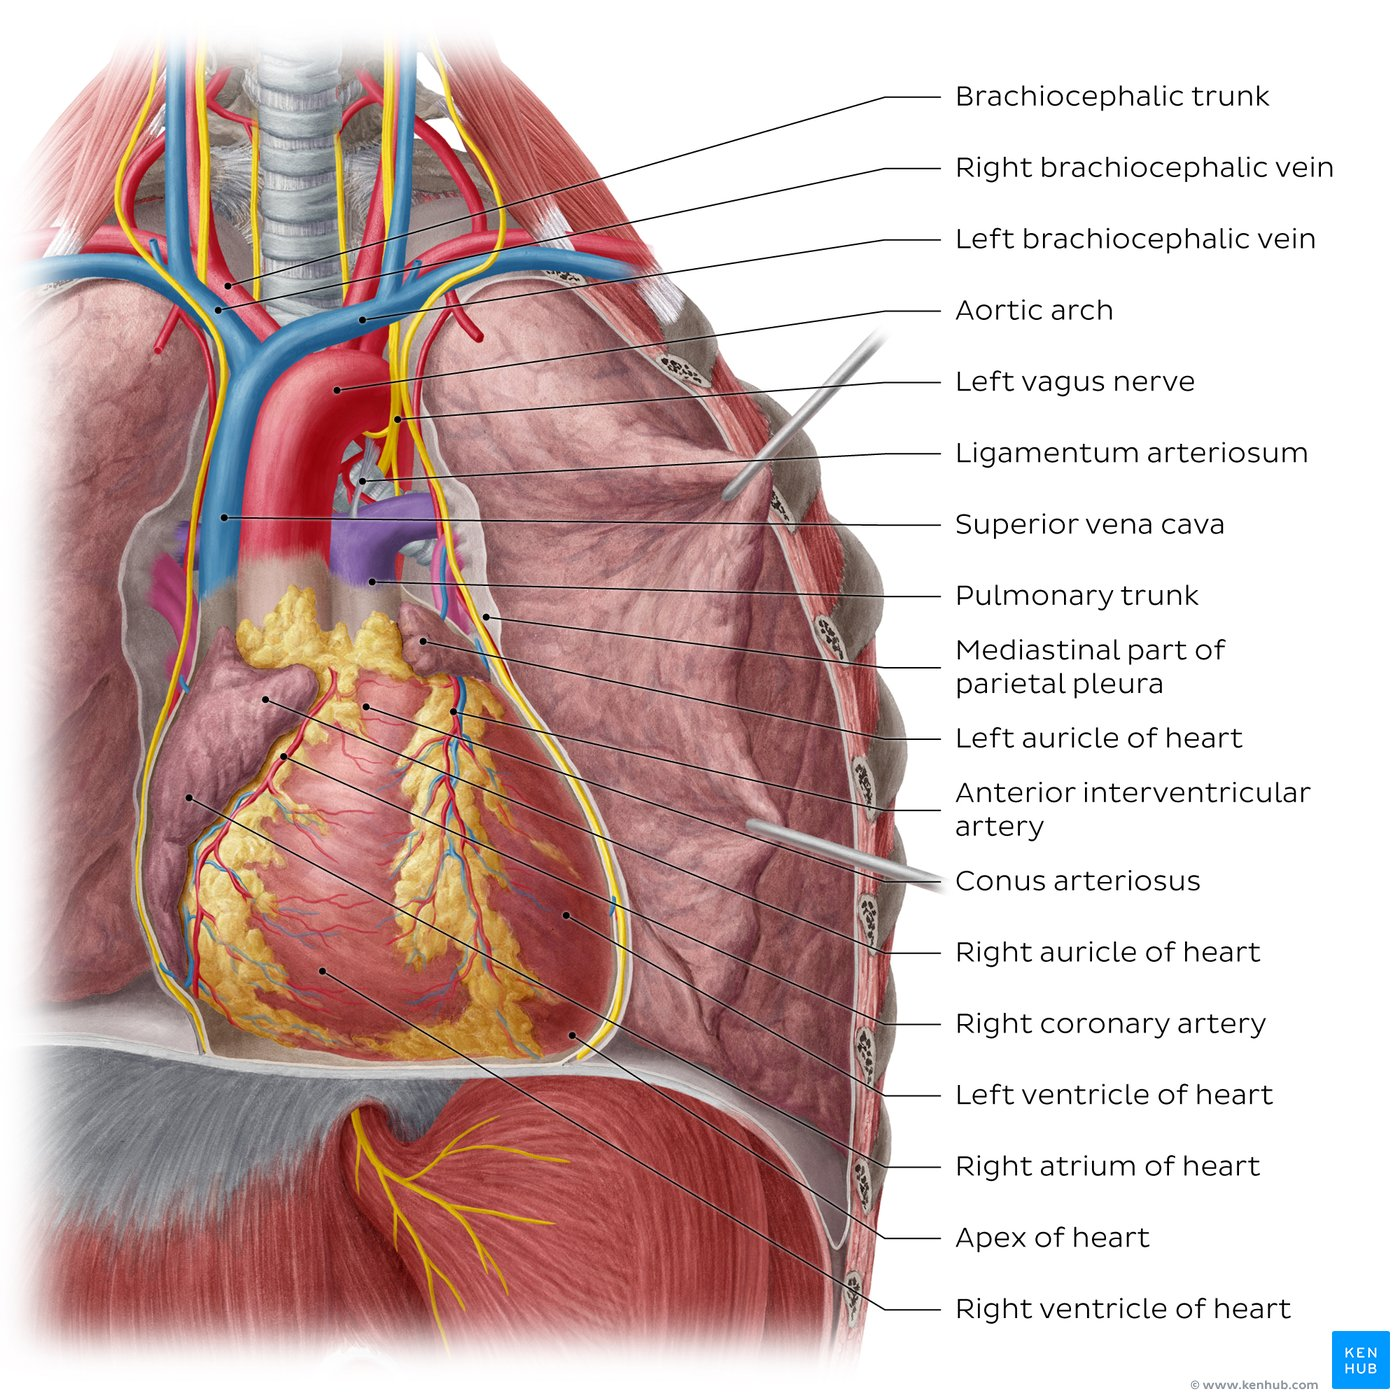 Brachiocephalic trunk
Right brachiocephalic vein
Left brachiocephalic vein
Aortic arch
Left vagus nerve
Ligamentum arteriosum
Superior vena cava
Pulmonary trunk
Mediastinal part of
parietal pleura
Left auricle of heart
Anterior interventricular
artery
Conus arteriosus
Right auricle of heart
Right coronary artery
Left ventricle of heart
Right atrium of heart
Apex of heart
Right ventricle of heart
KEN
HUB
© www.kenhub.com